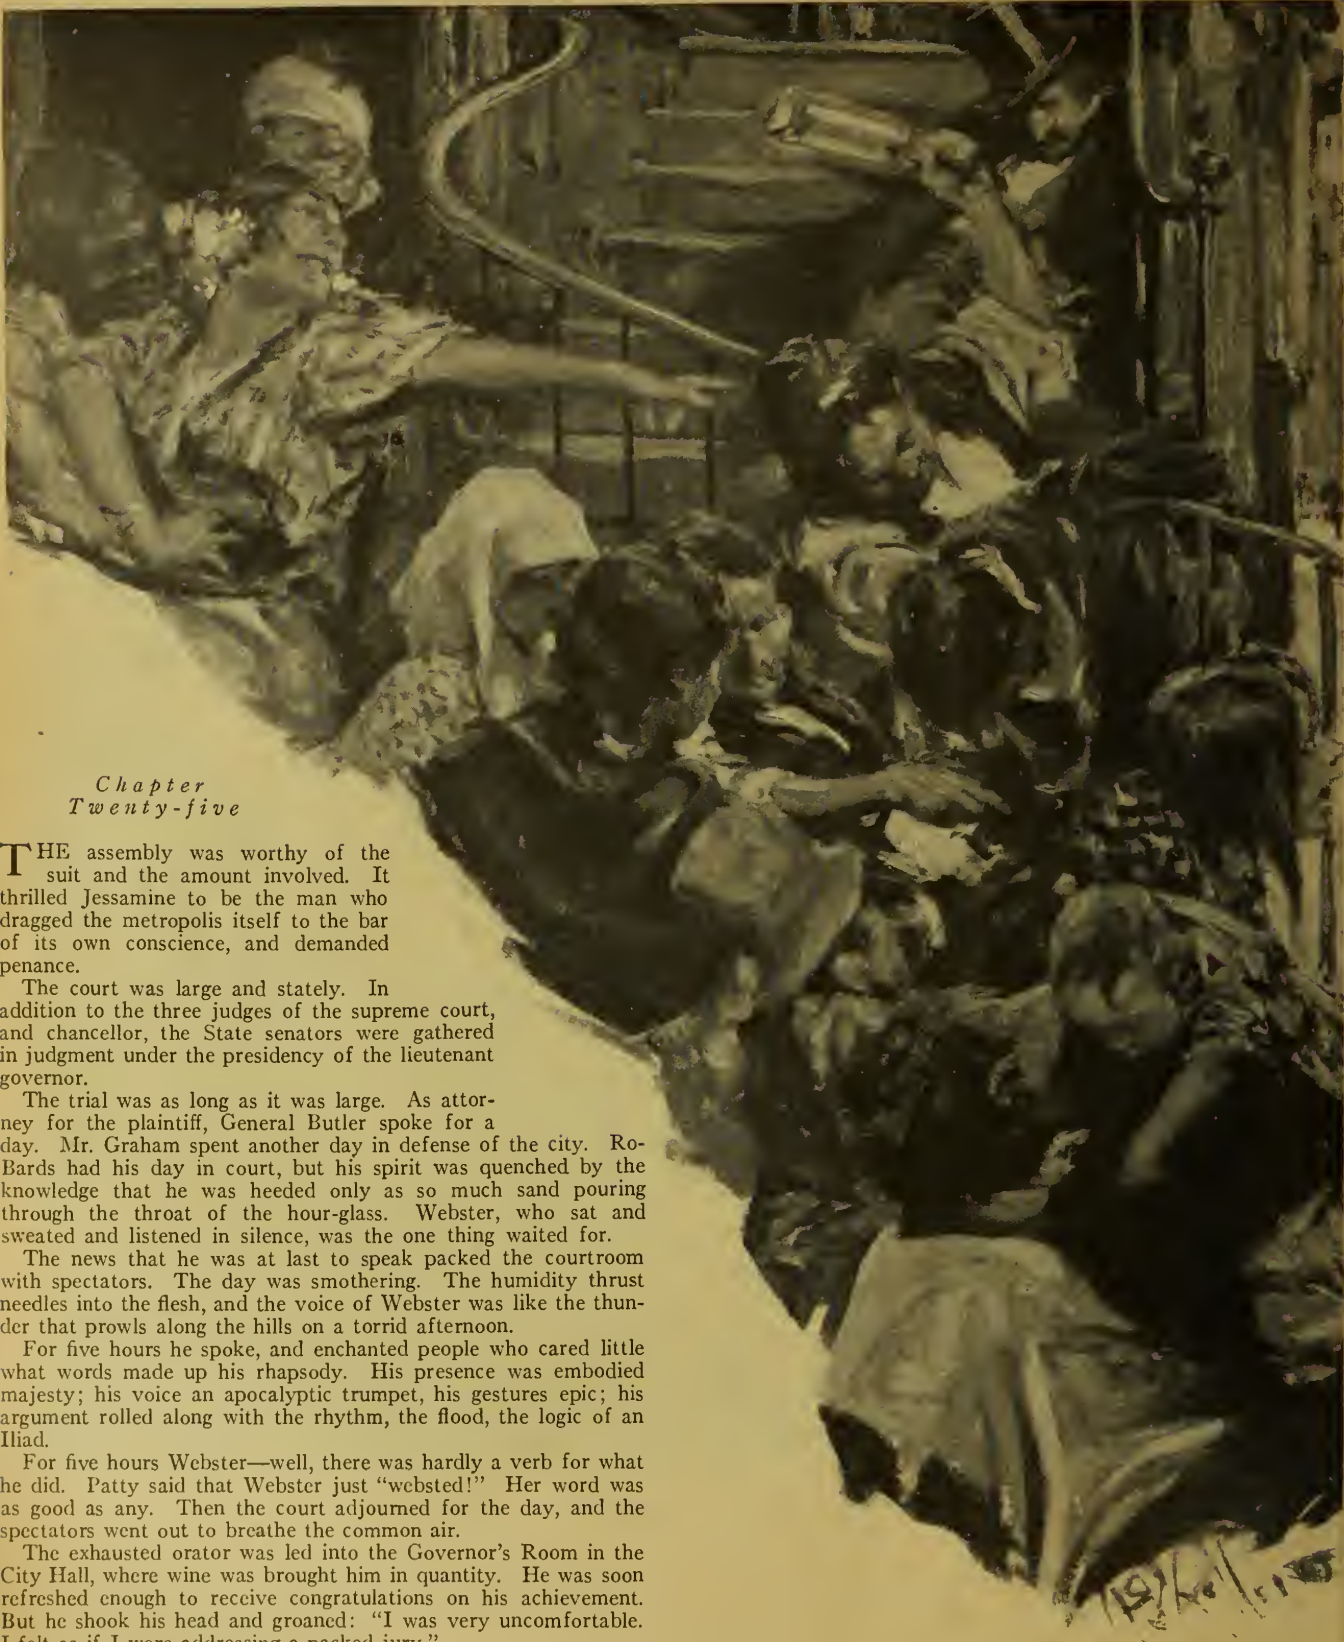 Chapter
Twenty-five
THE assembly was worthy of the
suit and the amount involved. It
thrilled Jessamine to be the man who
dragged the metropolis itself to the bar
of its own conscience, and demanded
penance.
The court was large and stately. In
addition to the three judges of the supreme court,
and chancellor, the State senators were gathered
in judgment under the presidency of the lieutenant
governor.
The trial was as long as it was large. As attor-
ney for the plaintiff, General Butler spoke for a
day. Mr. Graham spent another day in defense of the city. Ro-
Bards had his day in court, but his spirit was quenched by the
knowledge that he was heeded only as so much sand pouring
through the throat of the hour-glass. Webster, who sat and
sweated and listened in silence, was the one thing waited for.
The news that he was at last to speak packed the courtroom
with spectators. The day was smothering. The humidity thrust
needles into the flesh, and the voice of Webster was like the thun-
der that prowls along the hills on a torrid afternoon.
For five hours he spoke, and enchanted people who cared little
what words made up his rhapsody. His presence was embodied
majesty; his voice an apocalyptic trumpet, his gestures epic; his
argument rolled along with the rhythm, the flood, the logic of an
Iliad.
For five hours Webster—well, there was hardly a verb for what
he did. Patty said that Webster just “websted!” Her word was
as good as any. Then the court adjourned for the day, and the
spectators went out to breathe the common air.
The exhausted orator was led into the Governor’s Room in the
City Hall, where wine was brought him in quantity. He was soon
refreshed enough to receive congratulations on his achievement.
But he shook his head and groaned: “I was very uncomfortable.
I felt as if I were addressing a packed jury.”